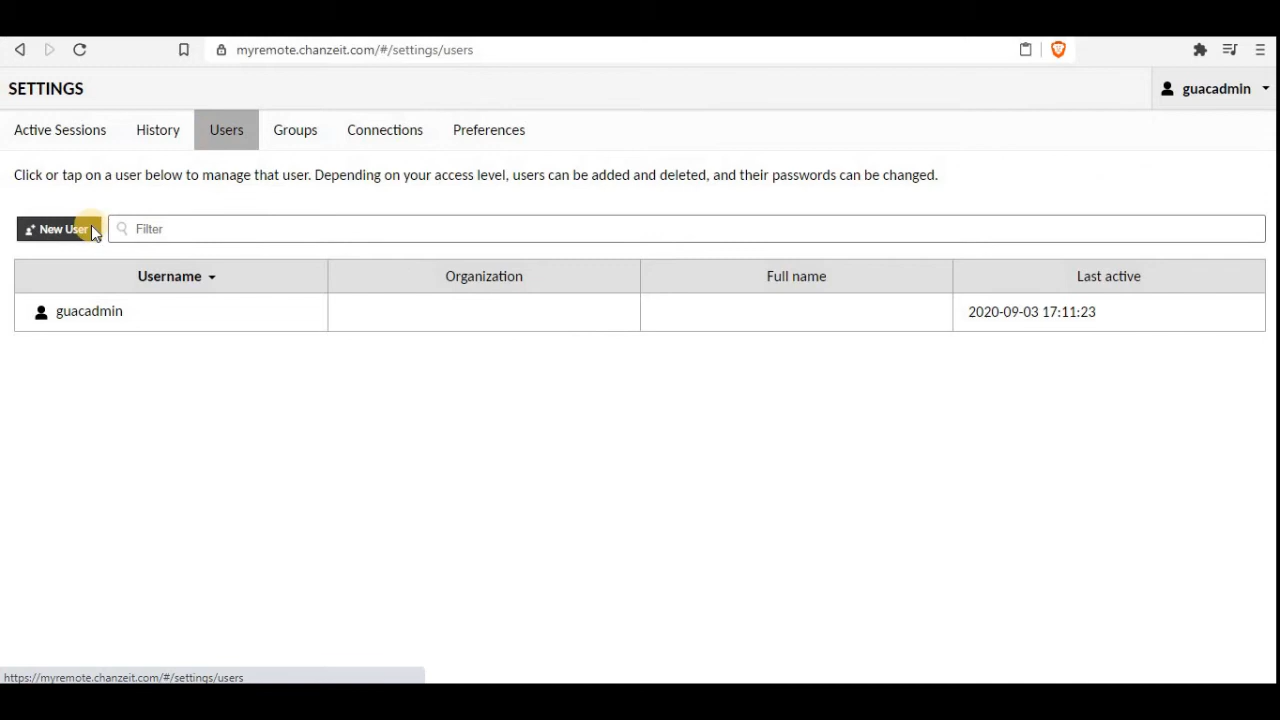 myremote.chanzeit.com/#/settings/users
SETTINGS
guacadmin
Active Sessions History Users Groups Connections Preferences
Click or tap on a user below to manage that user. Depending on your access level, users can be added and deleted, and their passwords can be changed.
New User Filter
Username Organization Full name Last active
guacadmin 2020-09-03 17:11:23
https://myremote.chanzeit.com/#/settings/users